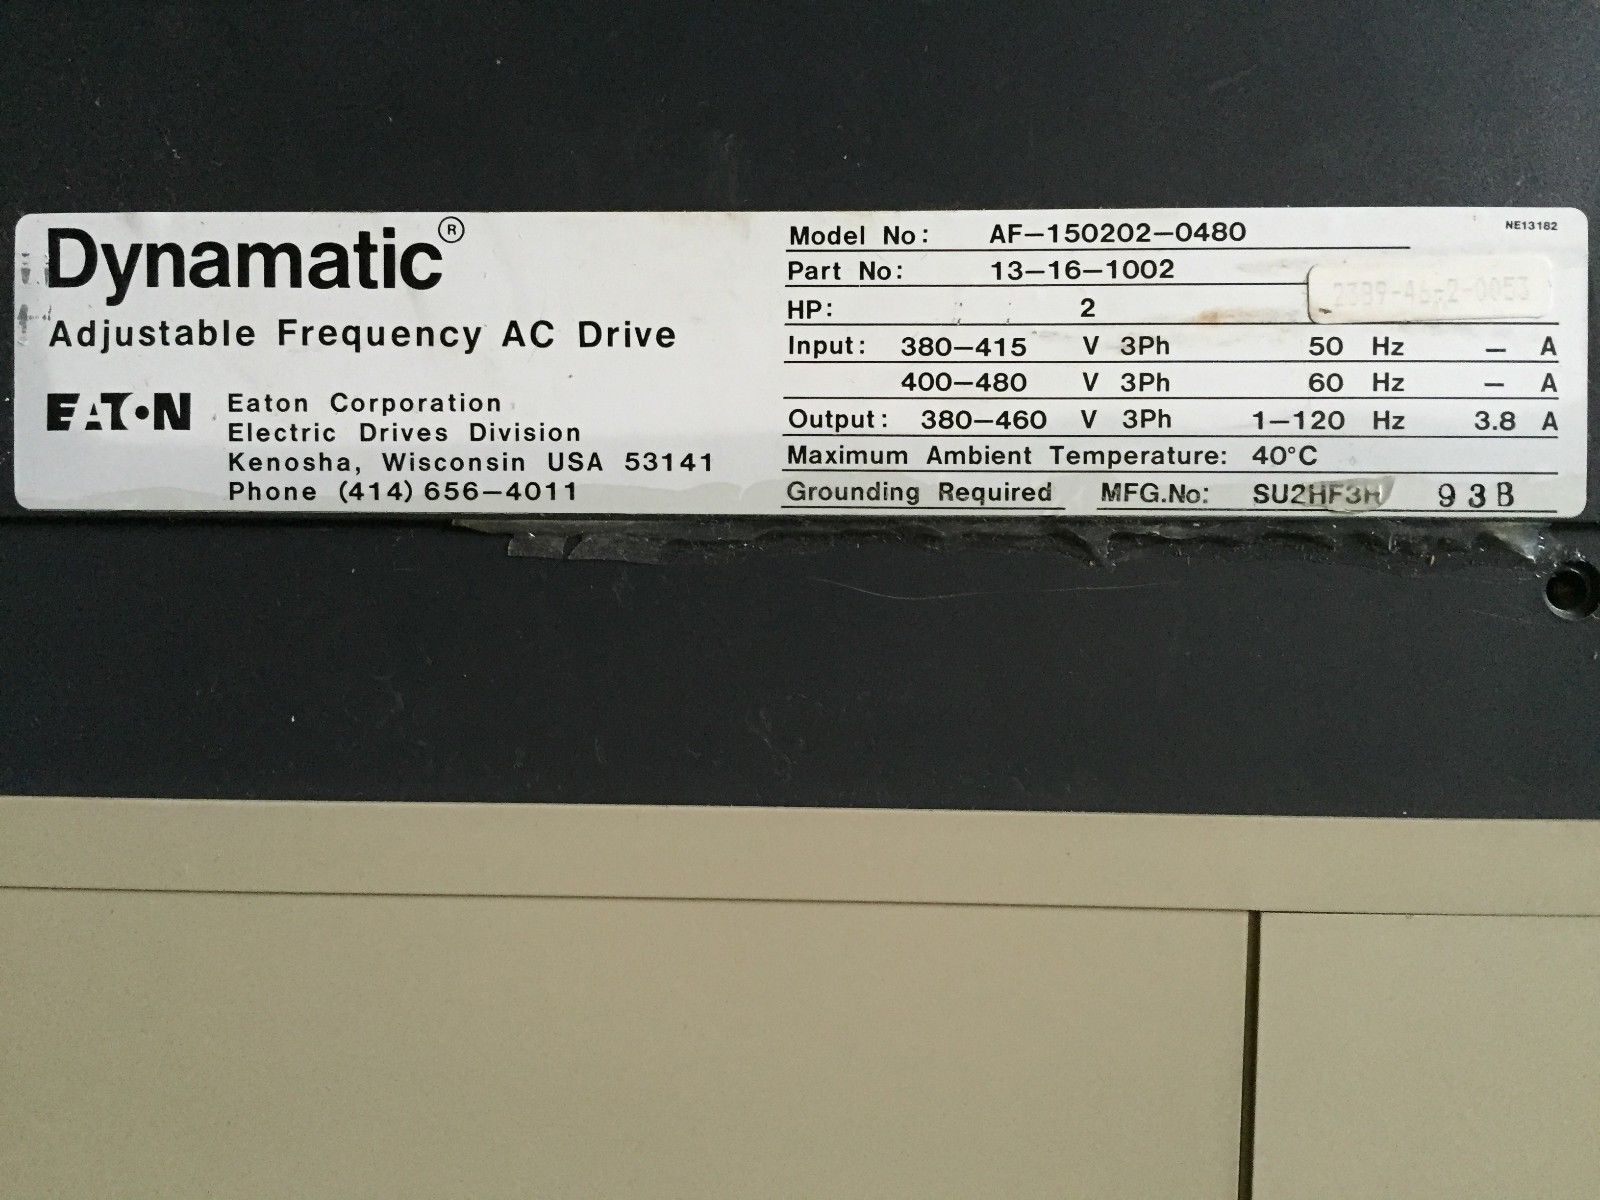 Dynamatic®
Adjustable Frequency AC Drive
EATON
Eaton Corporation
Electric Drives Division
Kenosha, Wisconsin USA 53141
Phone (414) 656-4011
NE13182
Model No: AF-150202-0480
Part No: 13-16-1002
HP: 2
Input: 380-415 V 3Ph 50 Hz - A
400-480 V 3Ph 60 Hz - A
Output: 380-460 V 3Ph 1-120 Hz 3.8 A
Maximum Ambient Temperature: 40°C
Grounding Required MFG.No: SU2HF3H 93B